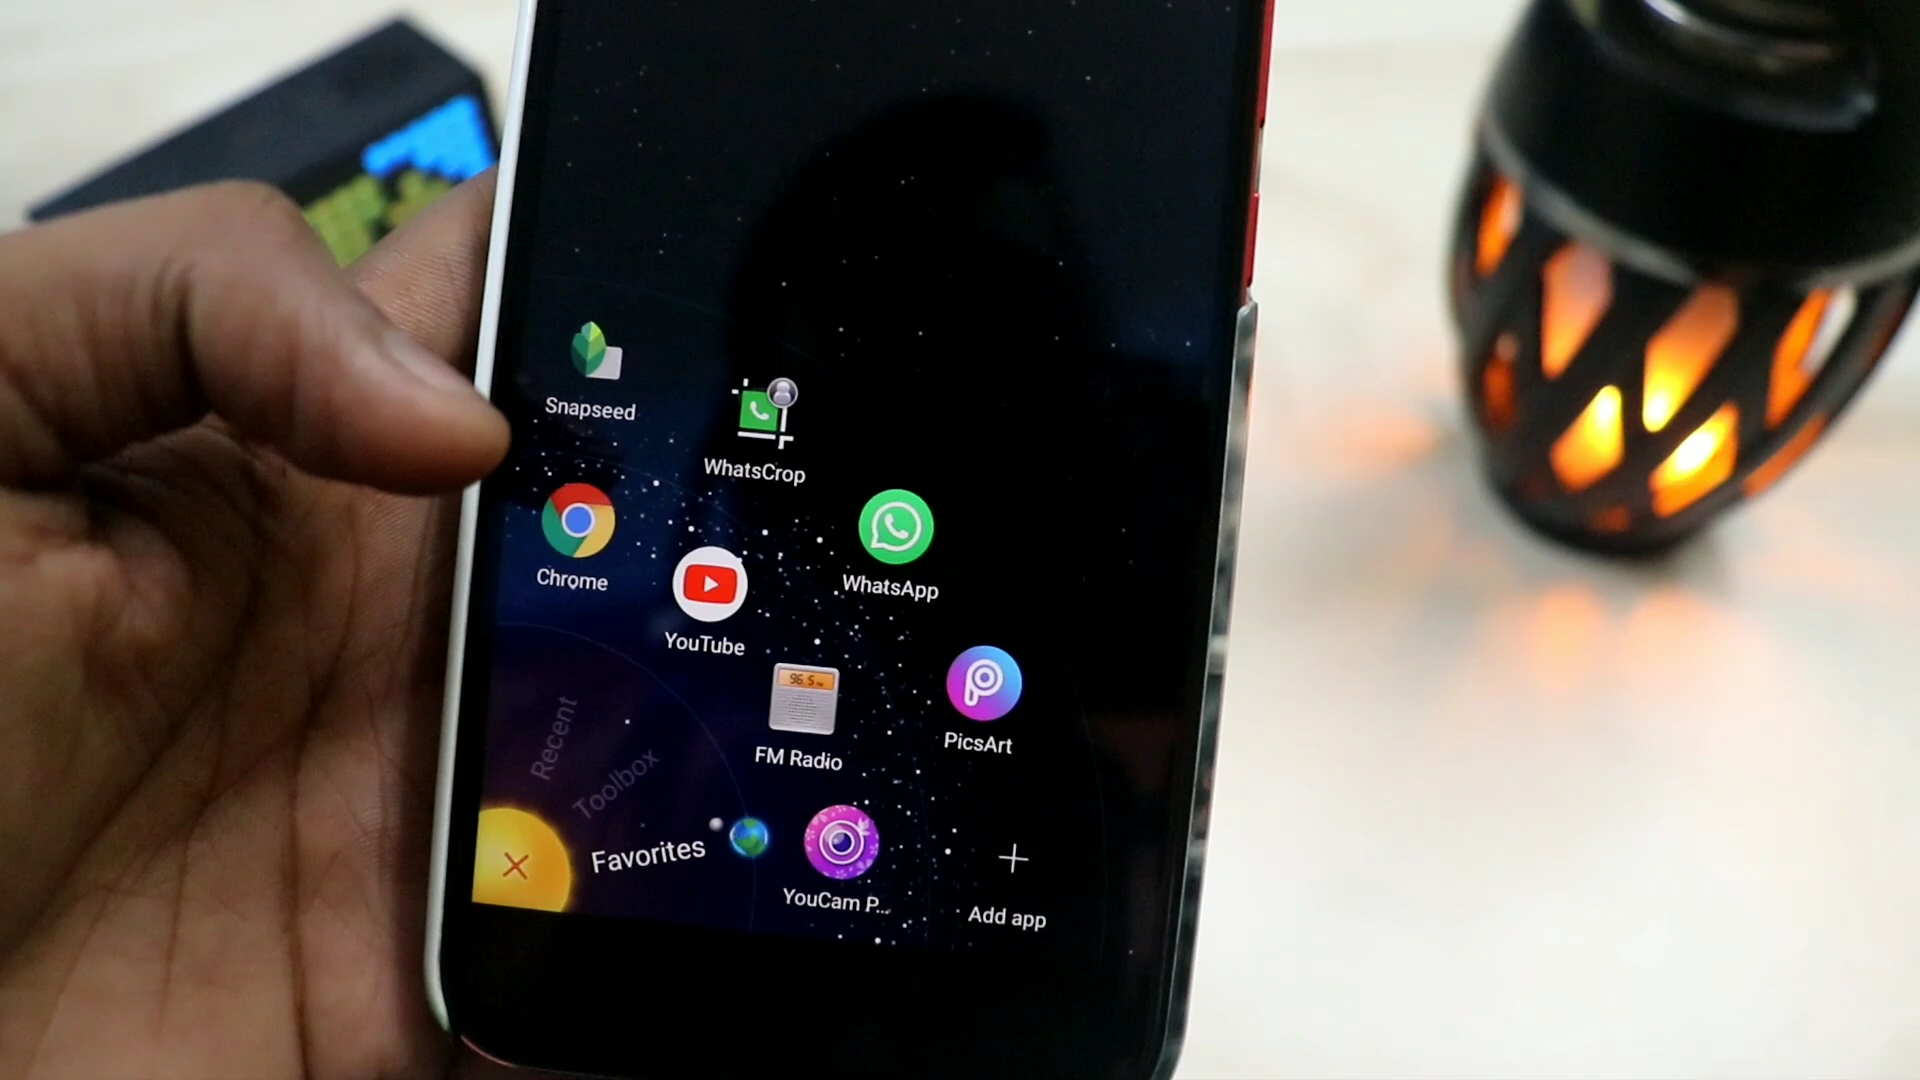 Snapseed
WhatsCrop
Chrome
WhatsApp
YouTube
96.5
FM Radio
PicsArt
Recent
Toolbox
Favorites
YouCam P...
Add app